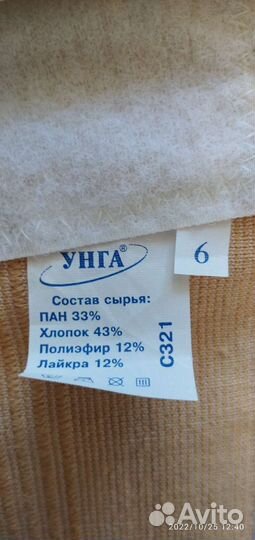 УНГА®
6
Состав сырья:
ПАН 33%
Хлопок 43%
Полиэфир 12%
Лайкра 12%
С321
Avito
2022/10/25 12:40